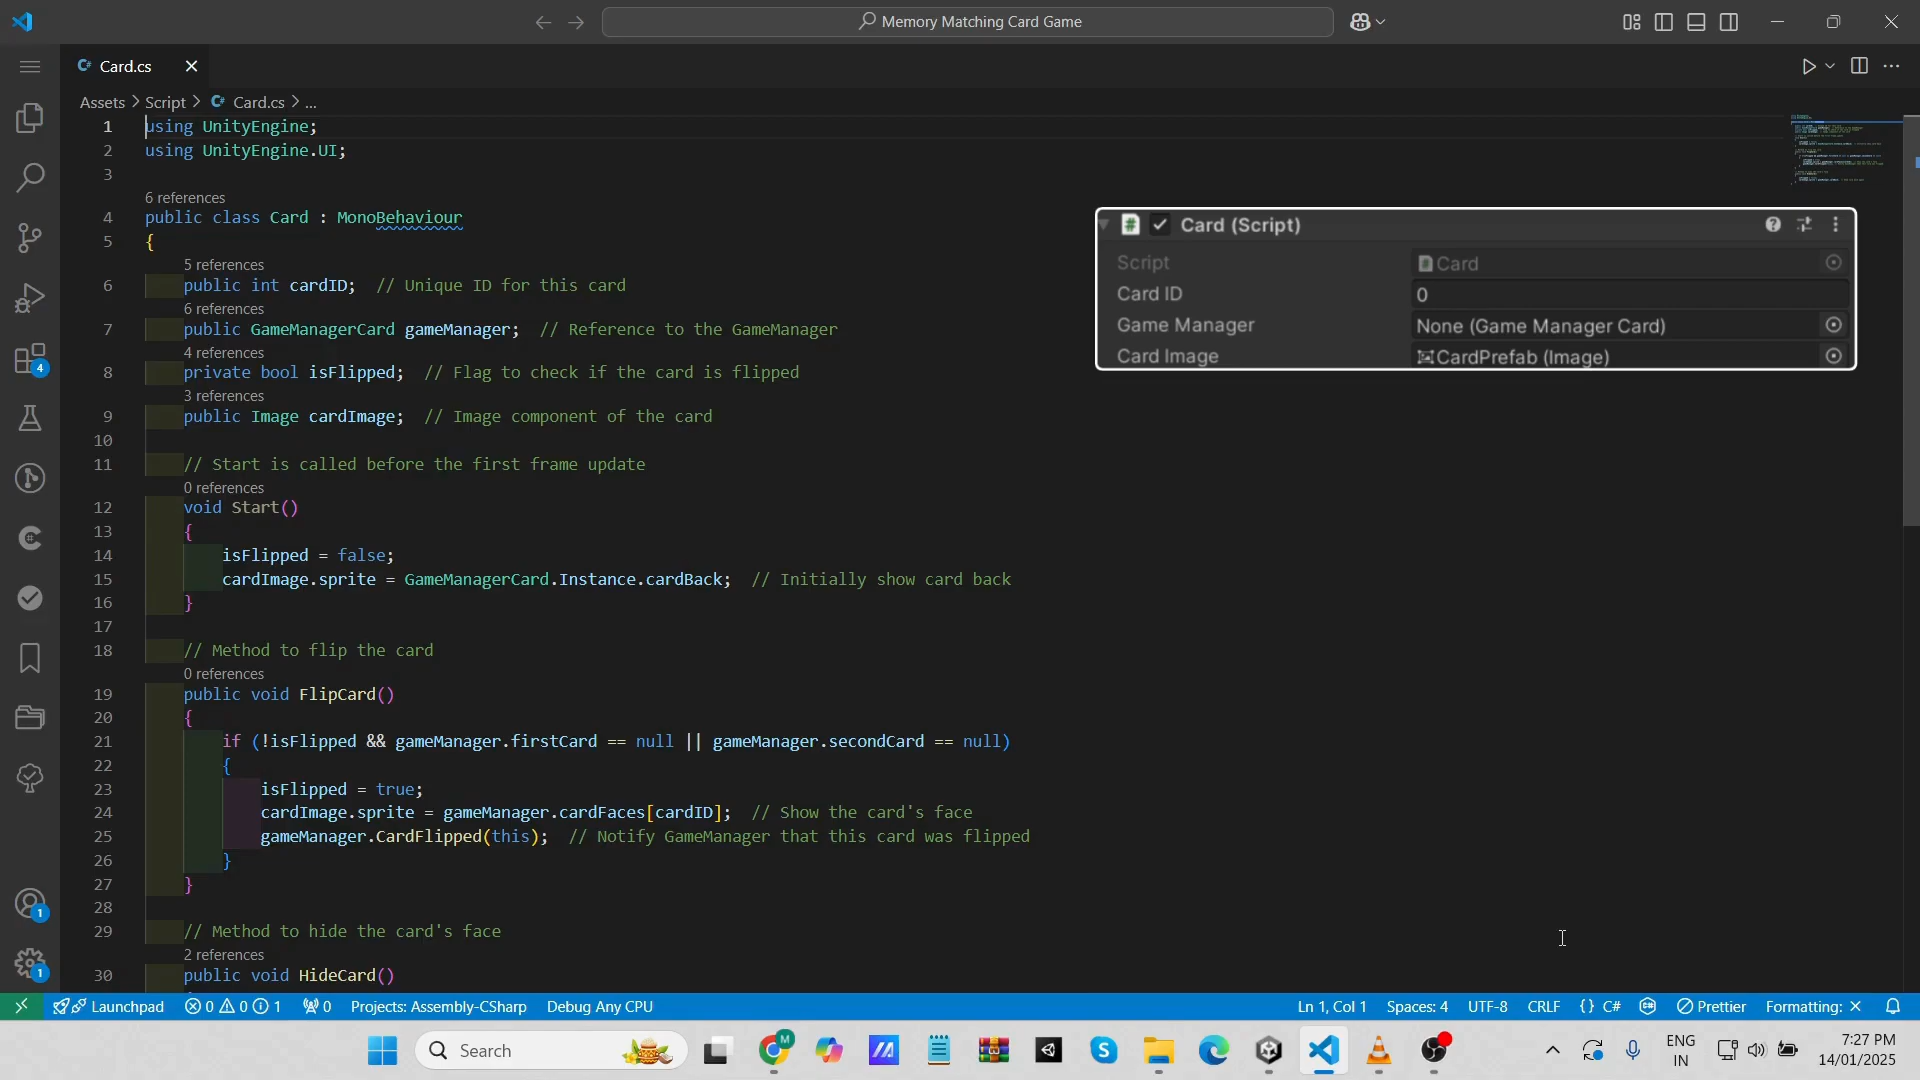 Memory Matching Card Game
Card.cs
Assets > Script > Card.cs > ...
1 using UnityEngine;
2 using UnityEngine.UI;
3
6 references
4 public class Card : MonoBehaviour
5 {
5 references
6 public int cardID; // Unique ID for this card
6 references
7 public GameManagerCard gameManager; // Reference to the GameManager
4 references
8 private bool isFlipped; // Flag to check if the card is flipped
3 references
9 public Image cardImage; // Image component of the card
10
11 // Start is called before the first frame update
0 references
12 void Start()
13 {
14 isFlipped = false;
15 cardImage.sprite = GameManagerCard.Instance.cardBack; // Initially show card back
16 }
17
18 // Method to flip the card
0 references
19 public void FlipCard()
20 {
21 if (!isFlipped && gameManager.firstCard == null || gameManager.secondCard == null)
22 {
23 isFlipped = true;
24 cardImage.sprite = gameManager.cardFaces[cardID]; // Show the card's face
25 gameManager.CardFlipped(this); // Notify GameManager that this card was flipped
26 }
27 }
28
29 // Method to hide the card's face
2 references
30 public void HideCard()
Card (Script)
Script Card
Card ID 0
Game Manager None (Game Manager Card)
Card Image CardPrefab (Image)
4
1
1
Launchpad 0 0 1 0 Projects: Assembly-CSharp Debug Any CPU Ln 1, Col 1 Spaces: 4 UTF-8 CRLF {} C# Prettier Formatting: ×
Search
M
ENG
IN
7:27 PM
14/01/2025